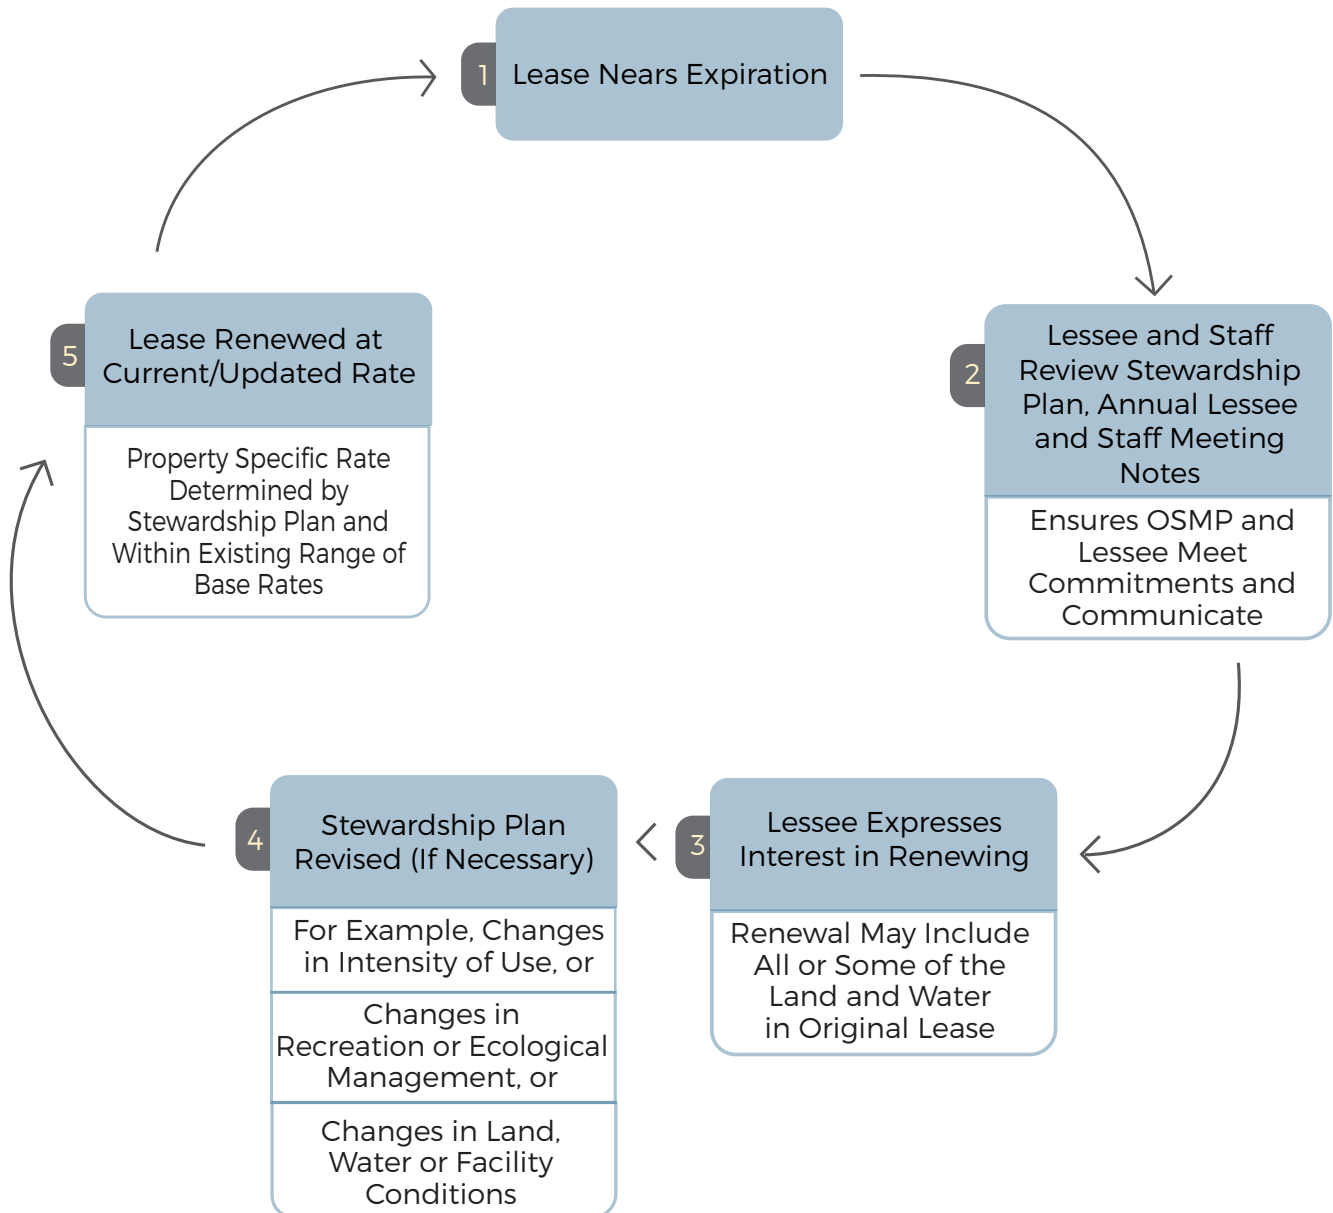 1
Lease Nears Expiration
2
Lessee and Staff
Review Stewardship
Plan, Annual Lessee
and Staff Meeting
Notes
Ensures OSMP and
Lessee Meet
Commitments and
Communicate
3
Lessee Expresses
Interest in Renewing
Renewal May Include
All or Some of the
Land and Water
in Original Lease
4
Stewardship Plan
Revised (If Necessary)
For Example, Changes
in Intensity of Use, or
Changes in
Recreation or Ecological
Management, or
Changes in Land,
Water or Facility
Conditions
5
Lease Renewed at
Current/Updated Rate
Property Specific Rate
Determined by
Stewardship Plan and
Within Existing Range of
Base Rates